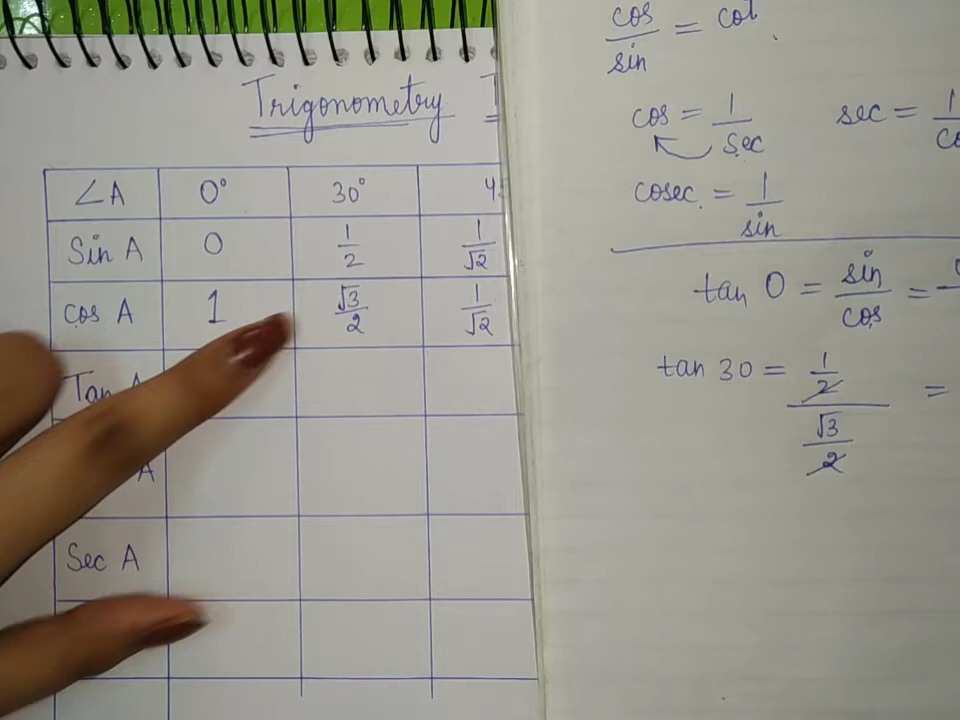 Trigonometry
∠A 0° 30°
Sin A 0 1/2 1/√2
cos A 1 √3/2 1/√2
Tan A
A
Sec A
cos/sin = cot
cos = 1/sec
sec = 1/
cosec = 1/sin
tan 0 = sin/cos =
tan 30 = 1/2 / √3/2 =